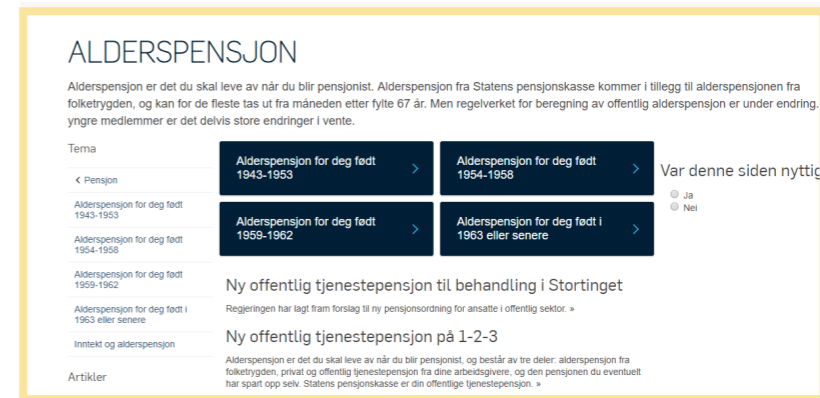 ALDERSPENSJON
Alderspensjon er det du skal leve av når du blir pensjonist. Alderspensjon fra Statens pensjonskasse kommer i tillegg til alderspensjonen fra
folketrygden, og kan for de fleste tas ut fra måneden etter fylte 67 år. Men regelverket for beregning av offentlig alderspensjon er under endring.
yngre medlemmer er det delvis store endringer i vente.
Tema
Pensjon
Alderspensjon for deg født
1943-1953
Alderspensjon for deg født
1954-1958
Alderspensjon for deg født
1959-1962
Alderspensjon for deg født i
1963 eller senere
Inntekt og alderspensjon
Artikler
Alderspensjon for deg født
1943-1953
Alderspensjon for deg født
1954-1958
Alderspensjon for deg født
1959-1962
Alderspensjon for deg født i
1963 eller senere
Ny offentlig tjenestepensjon til behandling i Stortinget
Regjeringen har lagt fram forslag til ny pensjonsordning for ansatte i offentlig sektor. »
Ny offentlig tjenestepensjon på 1-2-3
Alderspensjon er det du skal leve av når du blir pensjonist, og består av tre deler: alderspensjon fra
folketrygden, privat og offentlig tjenestepensjon fra dine arbeidsgivere, og den pensjonen du eventuelt
har spart opp selv. Statens pensjonskasse er din offentlige tjenestepensjon. »
Var denne siden nyttig
Ja
Nei